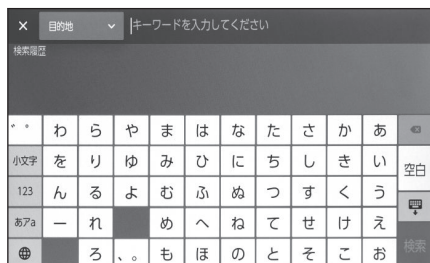 × 目的地 キーワードを入力してください
検索履歴
゛゜ わ ら や ま は な た さ か あ
小文字 を り ゆ み ひ に ち し き い 空白
123 ん る よ む ふ ぬ つ す く う
あアa ー れ め へ ね て せ け え
ろ 、。 も ほ の と そ こ お 検索